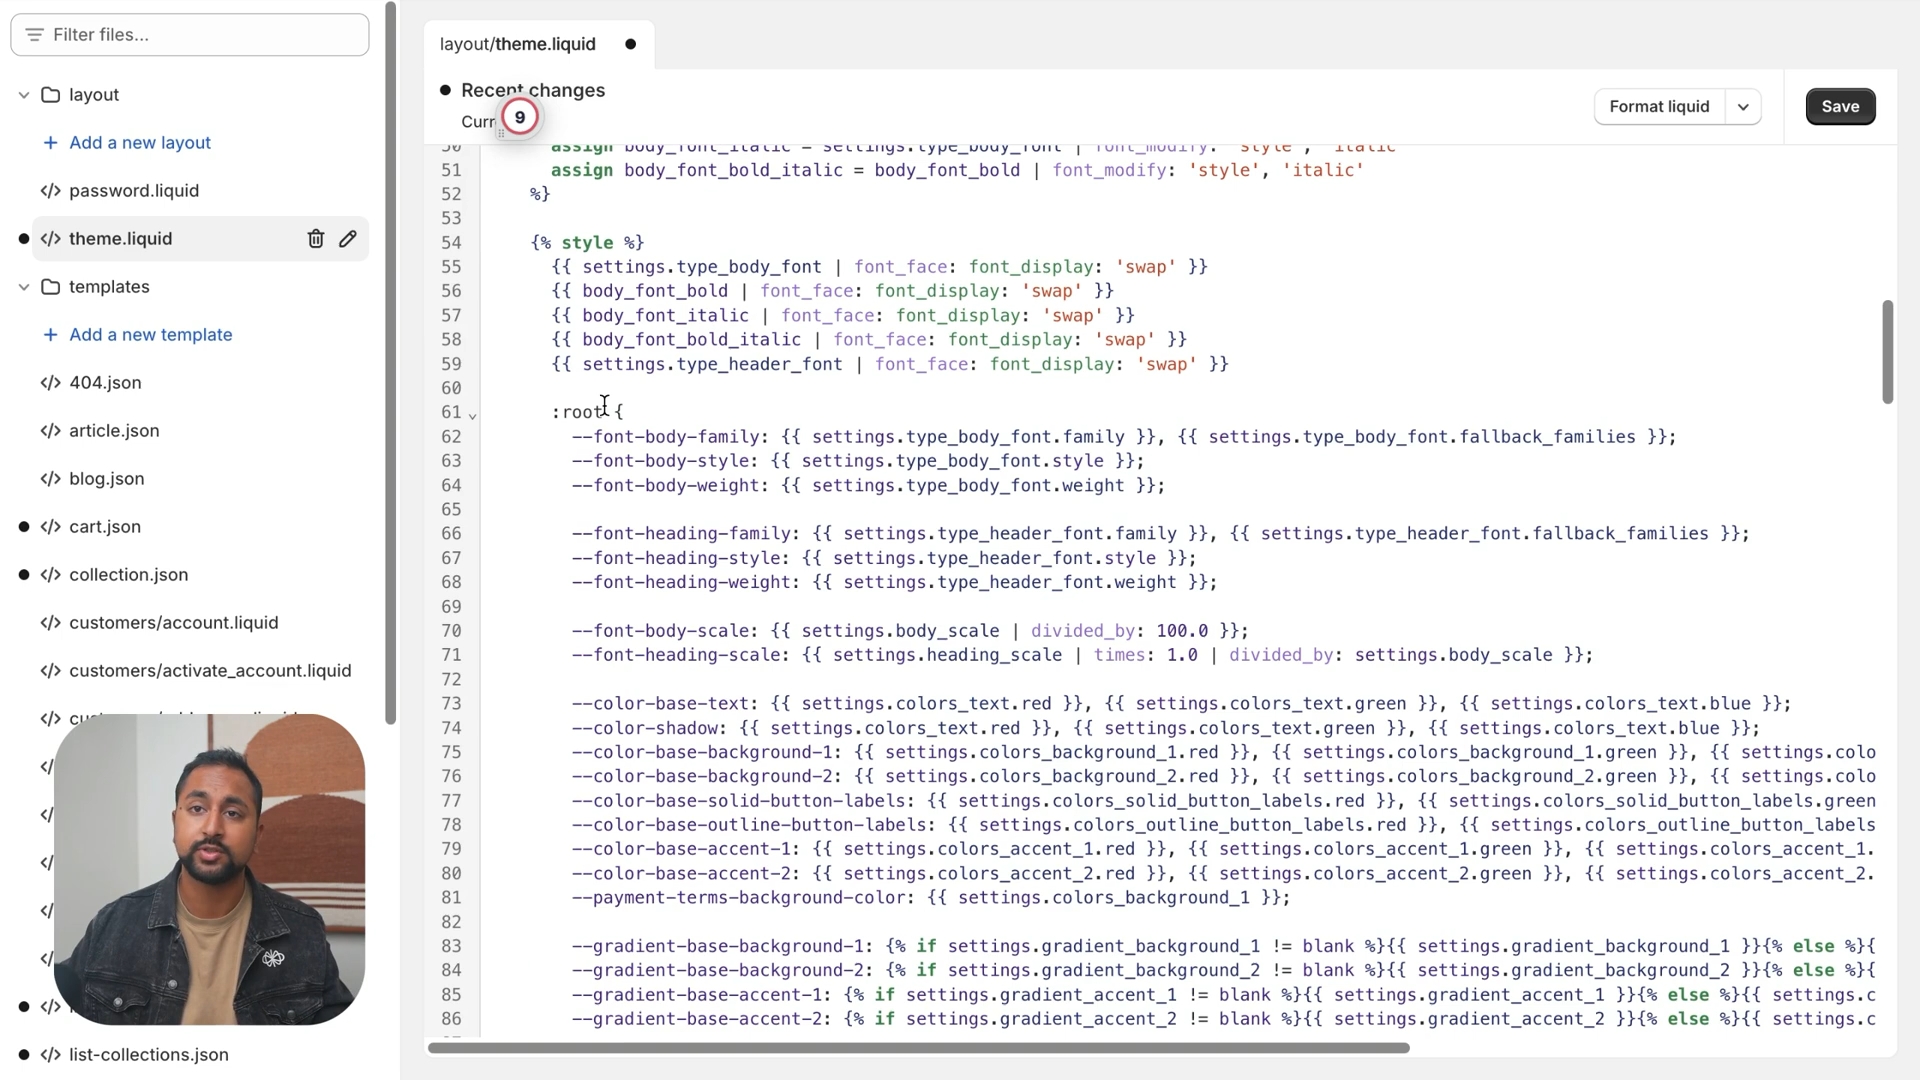 Filter files...
layout
Add a new layout
password.liquid
theme.liquid
templates
Add a new template
404.json
article.json
blog.json
cart.json
collection.json
customers/account.liquid
customers/activate_account.liquid
list-collections.json
layout/theme.liquid
Recent changes
Curr
9
Format liquid
Save
50 assign body_font_italic = settings.type_body_font | font_modify: 'style', 'italic'
51 assign body_font_bold_italic = body_font_bold | font_modify: 'style', 'italic'
52 %}
53
54 {% style %}
55 {{ settings.type_body_font | font_face: font_display: 'swap' }}
56 {{ body_font_bold | font_face: font_display: 'swap' }}
57 {{ body_font_italic | font_face: font_display: 'swap' }}
58 {{ body_font_bold_italic | font_face: font_display: 'swap' }}
59 {{ settings.type_header_font | font_face: font_display: 'swap' }}
60
61 :root {
62 --font-body-family: {{ settings.type_body_font.family }}, {{ settings.type_body_font.fallback_families }};
63 --font-body-style: {{ settings.type_body_font.style }};
64 --font-body-weight: {{ settings.type_body_font.weight }};
65
66 --font-heading-family: {{ settings.type_header_font.family }}, {{ settings.type_header_font.fallback_families }};
67 --font-heading-style: {{ settings.type_header_font.style }};
68 --font-heading-weight: {{ settings.type_header_font.weight }};
69
70 --font-body-scale: {{ settings.body_scale | divided_by: 100.0 }};
71 --font-heading-scale: {{ settings.heading_scale | times: 1.0 | divided_by: settings.body_scale }};
72
73 --color-base-text: {{ settings.colors_text.red }}, {{ settings.colors_text.green }}, {{ settings.colors_text.blue }};
74 --color-shadow: {{ settings.colors_text.red }}, {{ settings.colors_text.green }}, {{ settings.colors_text.blue }};
75 --color-base-background-1: {{ settings.colors_background_1.red }}, {{ settings.colors_background_1.green }}, {{ settings.colo
76 --color-base-background-2: {{ settings.colors_background_2.red }}, {{ settings.colors_background_2.green }}, {{ settings.colo
77 --color-base-solid-button-labels: {{ settings.colors_solid_button_labels.red }}, {{ settings.colors_solid_button_labels.green
78 --color-base-outline-button-labels: {{ settings.colors_outline_button_labels.red }}, {{ settings.colors_outline_button_labels
79 --color-base-accent-1: {{ settings.colors_accent_1.red }}, {{ settings.colors_accent_1.green }}, {{ settings.colors_accent_1.
80 --color-base-accent-2: {{ settings.colors_accent_2.red }}, {{ settings.colors_accent_2.green }}, {{ settings.colors_accent_2.
81 --payment-terms-background-color: {{ settings.colors_background_1 }};
82
83 --gradient-base-background-1: {% if settings.gradient_background_1 != blank %}{{ settings.gradient_background_1 }}{% else %}{
84 --gradient-base-background-2: {% if settings.gradient_background_2 != blank %}{{ settings.gradient_background_2 }}{% else %}{
85 --gradient-base-accent-1: {% if settings.gradient_accent_1 != blank %}{{ settings.gradient_accent_1 }}{% else %}{{ settings.c
86 --gradient-base-accent-2: {% if settings.gradient_accent_2 != blank %}{{ settings.gradient_accent_2 }}{% else %}{{ settings.c